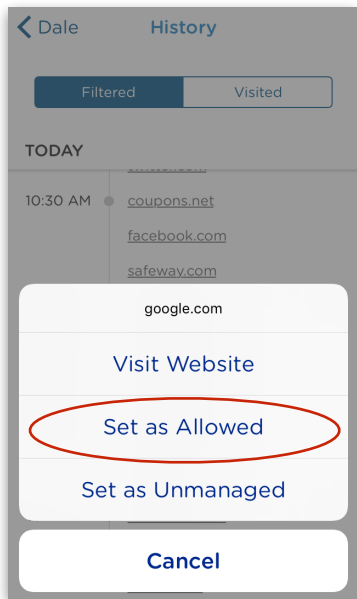 Dale History
Filtered Visited
TODAY
10:30 AM coupons.net
facebook.com
safeway.com
google.com
Visit Website
Set as Allowed
Set as Unmanaged
Cancel